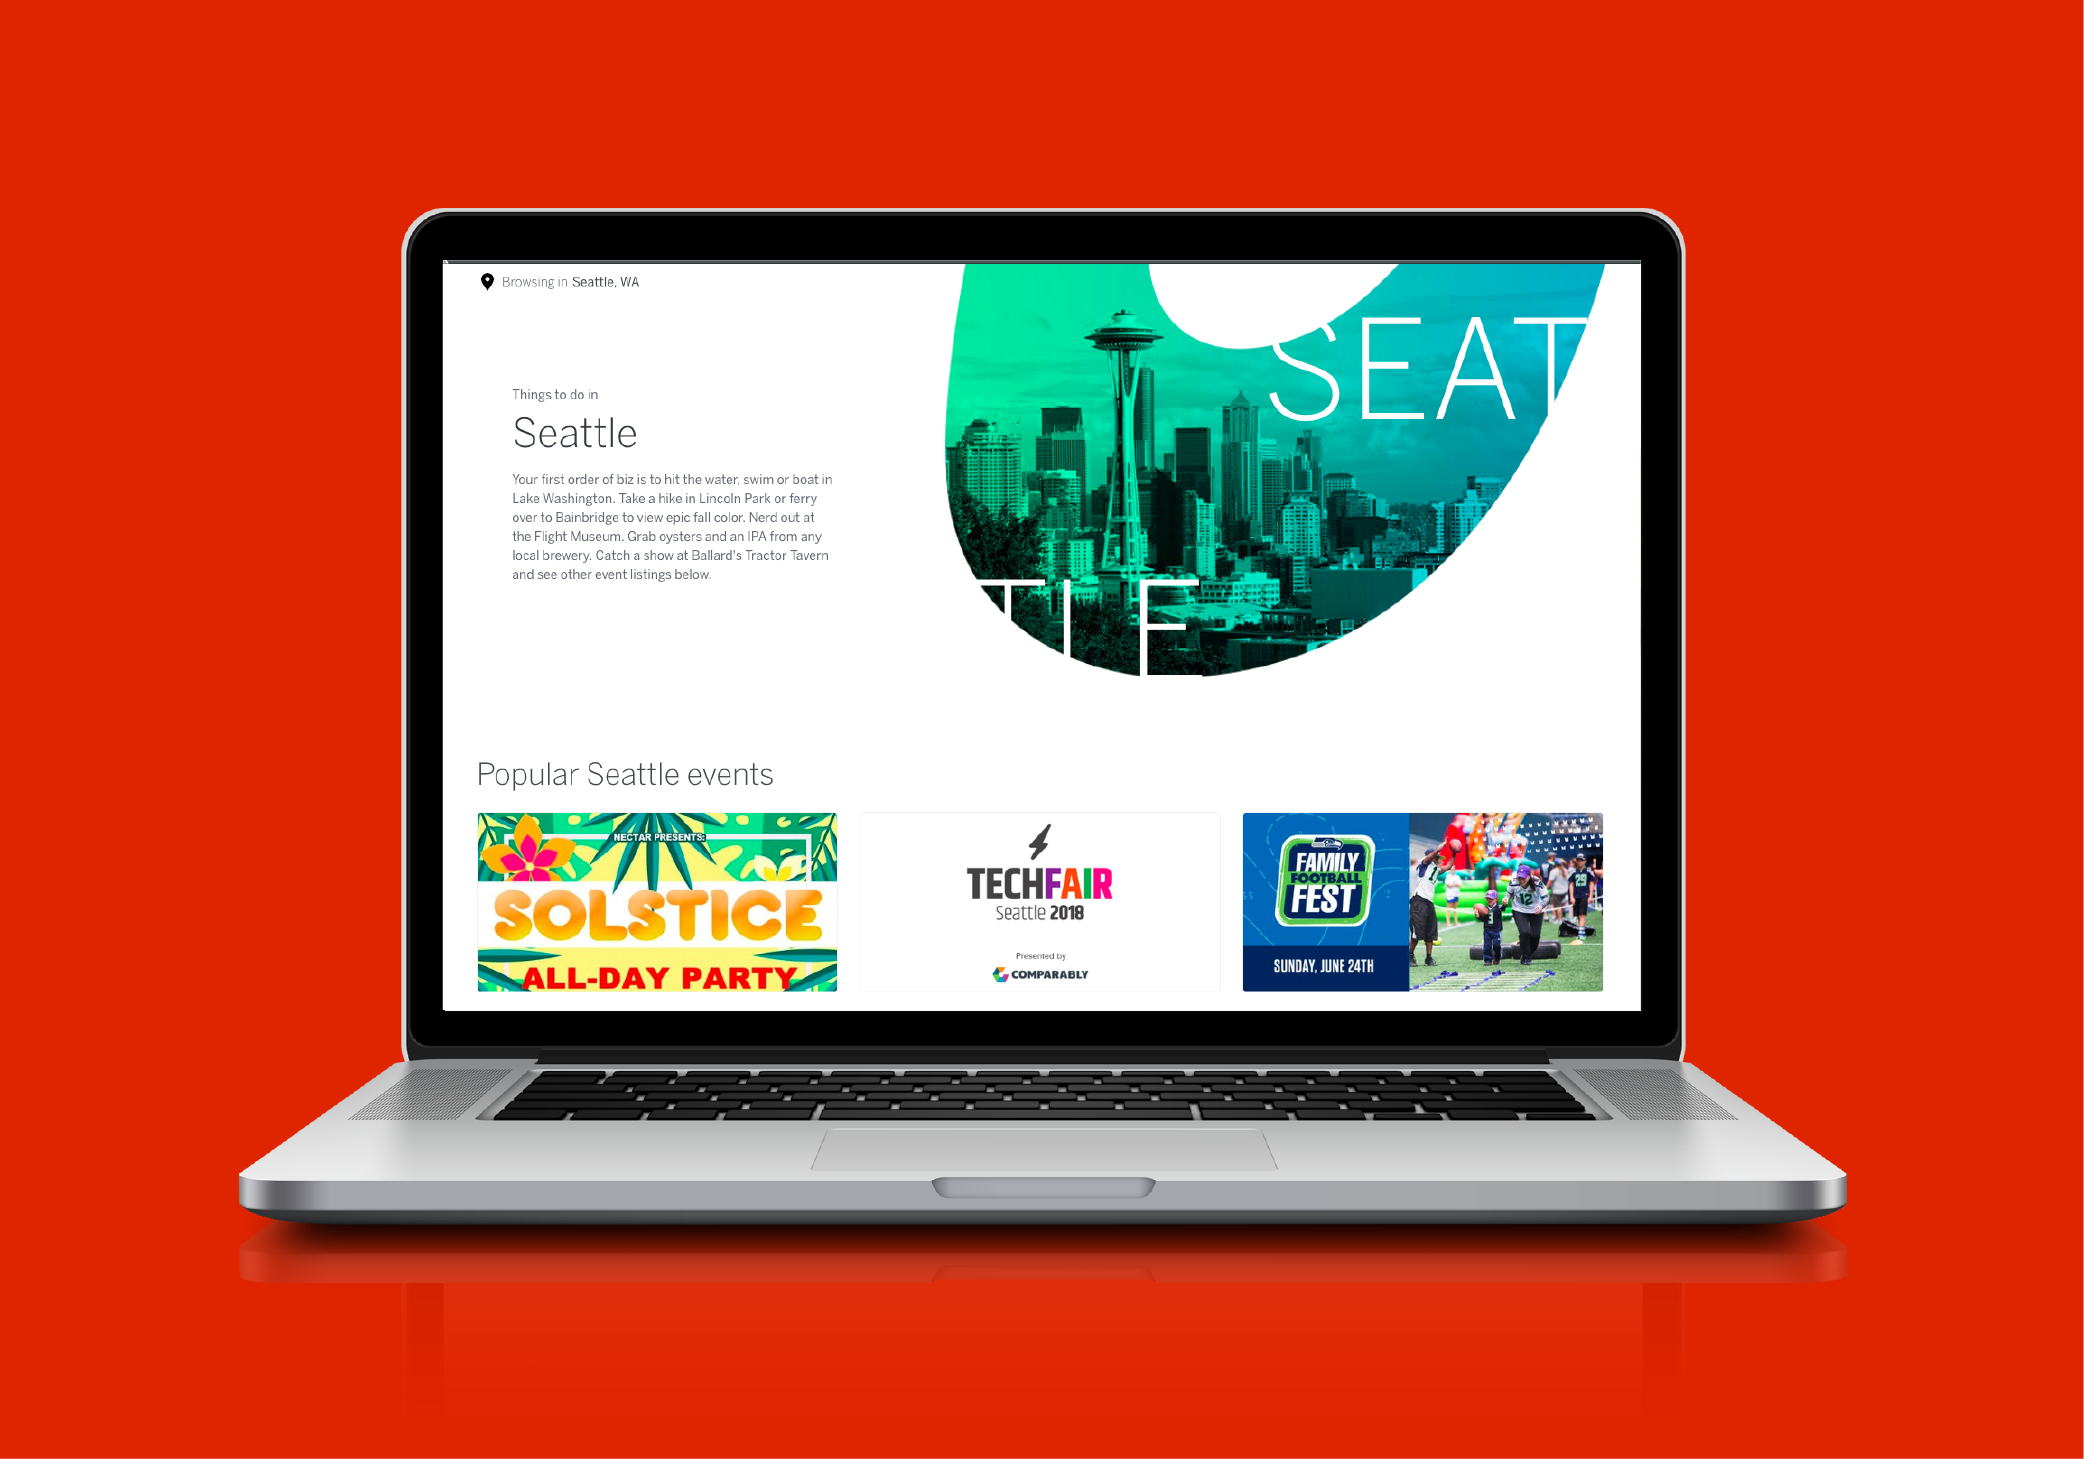 Browsing in Seattle, WA
SEAT
TLE
Things to do in
Seattle
Your first order of biz is to hit the water, swim or boat in
Lake Washington. Take a hike in Lincoln Park or ferry
over to Bainbridge to view epic fall color. Nerd out at
the Flight Museum. Grab oysters and an IPA from any
local brewery. Catch a show at Ballard's Tractor Tavern
and see other event listings below.
Popular Seattle events
NECTAR PRESENTS:
SOLSTICE
ALL-DAY PARTY
TECHFAIR
Seattle 2018
Presented by
COMPARABLY
FAMILY
FOOTBALL
FEST
SUNDAY, JUNE 24TH
12